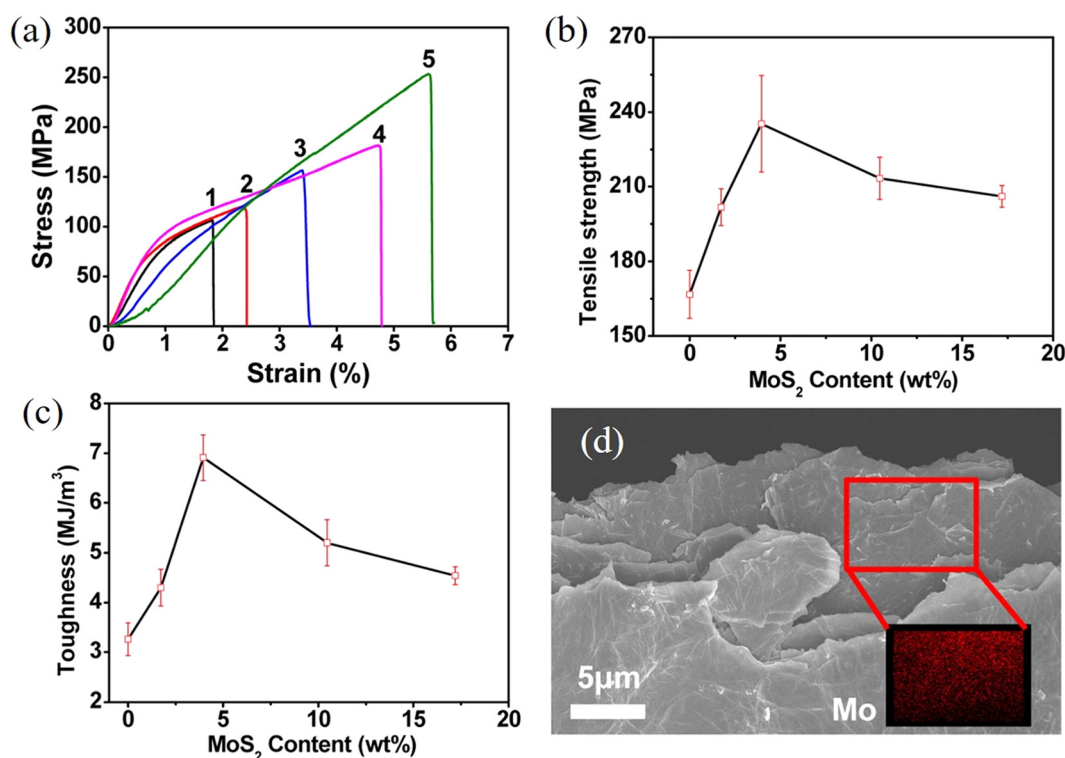 (a)
Stress (MPa)
300
250
200
150
100
50
0
1
2
3
4
5
0 1 2 3 4 5 6 7
Strain (%)
(b)
Tensile strength (MPa)
270
240
210
180
150
0 5 10 15 20
MoS2 Content (wt%)
(c)
Toughness (MJ/m³)
8
7
6
5
4
3
2
0 5 10 15 20
MoS2 Content (wt%)
(d)
5μm
Mo